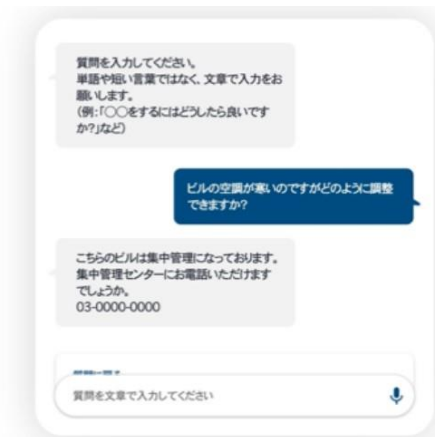 質問を入力してください。
単語や短い言葉ではなく、文章で入力をお
願いします。
(例:「○○をするにはどうしたら良いです
か?」など)
ビルの空調が寒いのですがどのように調整
できますか?
こちらのビルは集中管理になっております。
集中管理センターにお電話いただけます
でしょうか。
03-0000-0000
質問を文章で入力してください